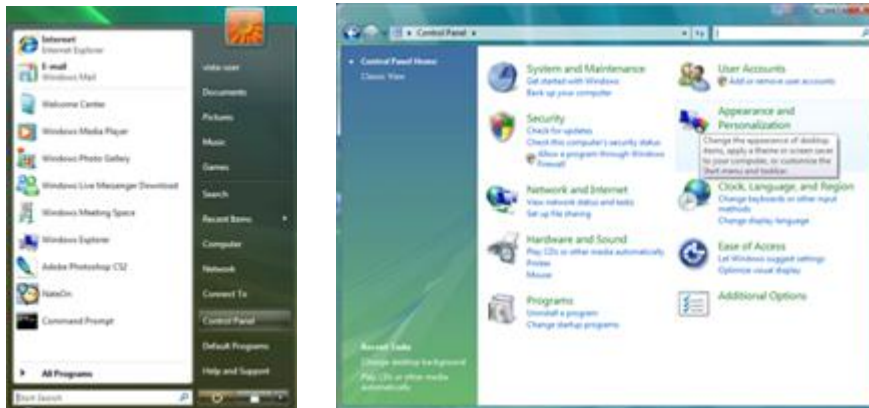 Internet
Internet Explorer
E-mail
Windows Mail
Welcome Center
Windows Media Player
Windows Photo Gallery
Windows Live Messenger Download
Windows Meeting Space
Windows Explorer
Adobe Photoshop CS2
NateOn
Command Prompt
All Programs
Start Search
vista user
Documents
Pictures
Music
Games
Search
Recent Items
Computer
Network
Connect To
Control Panel
Default Programs
Help and Support
Control Panel
Control Panel Home
Classic View
System and Maintenance
Get started with Windows
Back up your computer
Security
Check for updates
Check this computer's security status
Allow a program through Windows
Firewall
Network and Internet
View network status and tasks
Set up file sharing
Hardware and Sound
Play CDs or other media automatically
Printer
Mouse
Programs
Uninstall a program
Change startup programs
User Accounts
Add or remove user accounts
Appearance and
Personalization
Change the appearance of desktop
items, apply a theme or screen saver
to your computer, or customize the
Start menu and taskbar.
Clock, Language, and Region
Change keyboards or other input
methods
Change display language
Ease of Access
Let Windows suggest settings
Optimize visual display
Additional Options
Recent Tasks
Change desktop background
Play CDs or other media
automatically